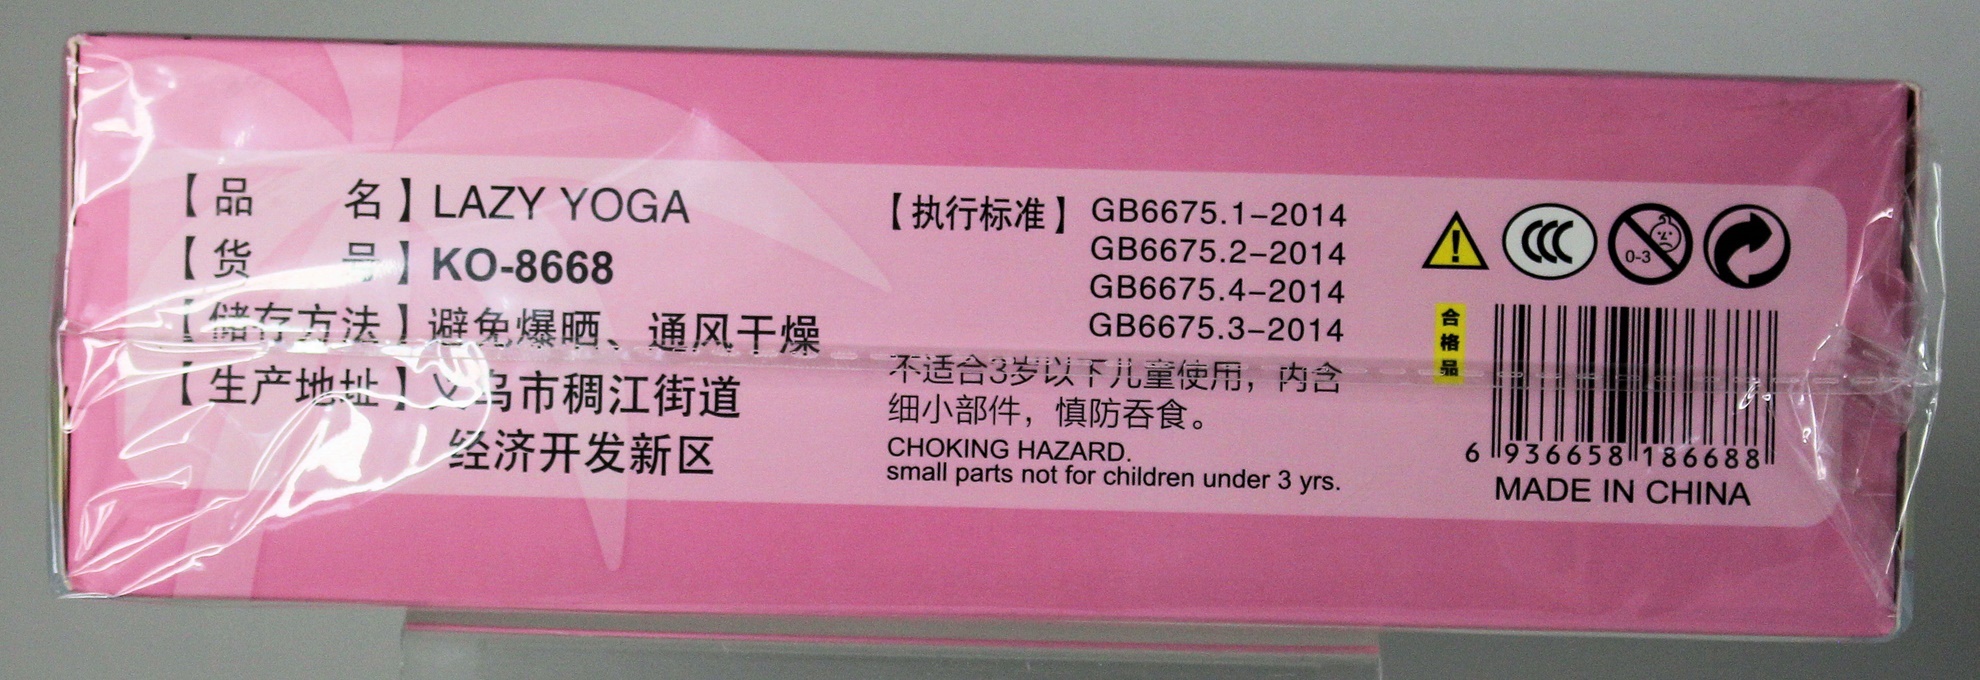 【品 名】LAZY YOGA
【货 号】KO-8668
【储存方法】避免爆晒、通风干燥
【生产地址】义乌市稠江街道
经济开发新区
【执行标准】GB6675.1-2014
GB6675.2-2014
GB6675.4-2014
GB6675.3-2014
不适合3岁以下儿童使用，内含
细小部件，慎防吞食。
CHOKING HAZARD.
small parts not for children under 3 yrs.
CCC
0-3
合格品
6 936658 186688
MADE IN CHINA